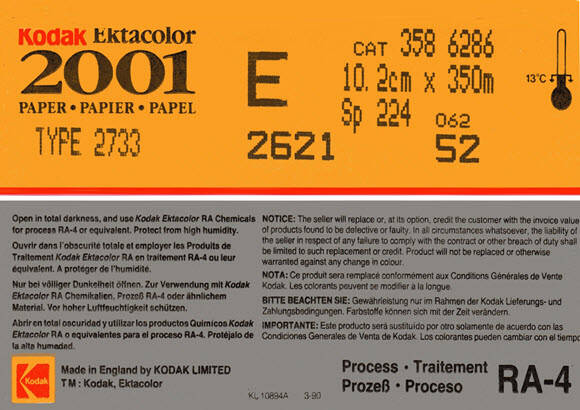 Kodak Ektacolor
2001
PAPER • PAPIER • PAPEL
TYPE 2733
E
2621
CAT 358 6286
10.2cm x 350m
Sp 224 062
52
13°C
Open in total darkness, and use Kodak Ektacolor RA Chemicals
for process RA-4 or equivalent. Protect from high humidity.
Ouvrir dans l'obscurité totale et employer les Produits de
Traitement Kodak Ektacolor RA en traitement RA-4 ou leur
équivalent. A protéger de l'humidité.
Nur bei völliger Dunkelheit öffnen. Zur Verwendung mit Kodak
Ektacolor RA Chemikalien, Prozeß RA-4 oder ähnlichem
Material. Vor hoher Luftfeuchtigkeit schützen.
Abrir en total oscuridad y utilizar los productos Químicos Kodak
Ektacolor RA o equivalentes para el proceso RA-4. Protéjalo de
la alta humedad.
NOTICE: The seller will replace or, at its option, credit the customer with the invoice value
of products found to be defective or faulty. In all circumstances whatsoever, the liability of
the seller in respect of any failure to comply with the contract or other breach of duty shall
be limited to such replacement or credit. Product will not be replaced or otherwise
warranted against any change in colour.
NOTA: Ce produit sera remplacé conformément aux Conditions Générales de Vente
Kodak. Les colorants peuvent se modifier à la longue.
BITTE BEACHTEN SIE: Gewährleistung nur im Rahmen der Kodak Lieferungs- und
Zahlungsbedingungen. Farbstoffe können sich mit der Zeit verändern.
IMPORTANTE: Este producto será sustituido por otro solamente de acuerdo con las
Condiciones Generales de Venta de Kodak. Los colorantes pueden cambiar con el tiempo
Kodak
Made in England by KODAK LIMITED
TM: Kodak, Ektacolor
KL 10894A 3-90
Process • Traitement
Prozeß • Proceso
RA-4